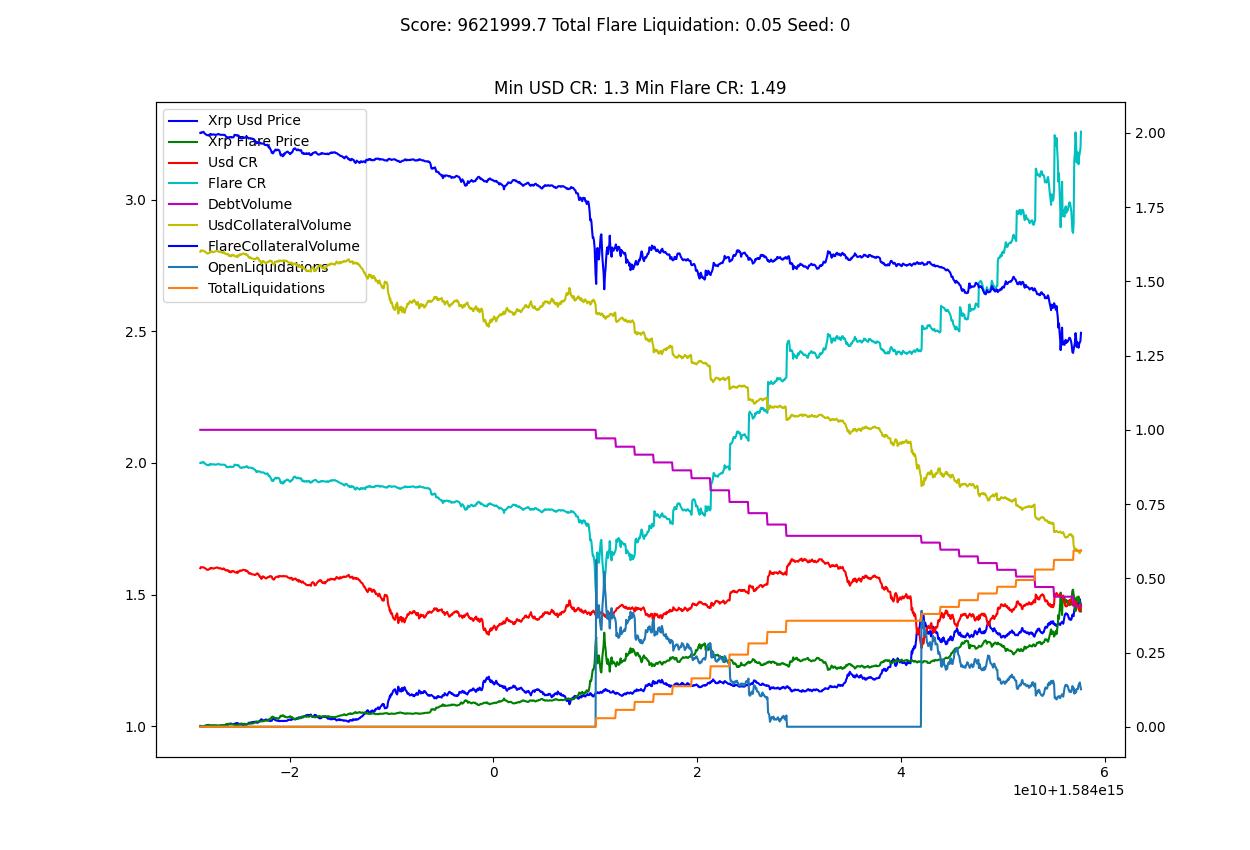 Score: 9621999.7 Total Flare Liquidation: 0.05 Seed: 0
Min USD CR: 1.3 Min Flare CR: 1.49
Xrp Usd Price
Xrp Flare Price
Usd CR
Flare CR
DebtVolume
UsdCollateralVolume
FlareCollateralVolume
OpenLiquidations
TotalLiquidations
3.0
2.5
2.0
1.5
1.0
2.00
1.75
1.50
1.25
1.00
0.75
0.50
0.25
0.00
−2
0
2
4
6
1e10+1.584e15